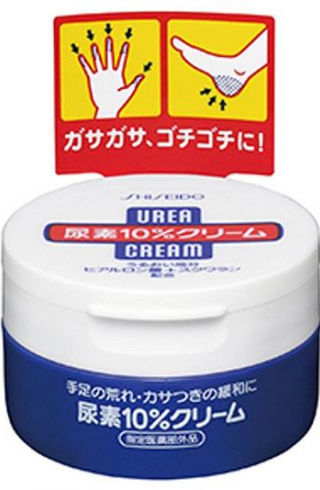 ガサガサ、ゴチゴチに!
SHISEIDO
UREA
尿素10%クリーム
CREAM
うるおい成分
ヒアルロン酸+スクワラン
配合
手足の荒れ・カサつきの緩和に
尿素10%クリーム
指定医薬部外品